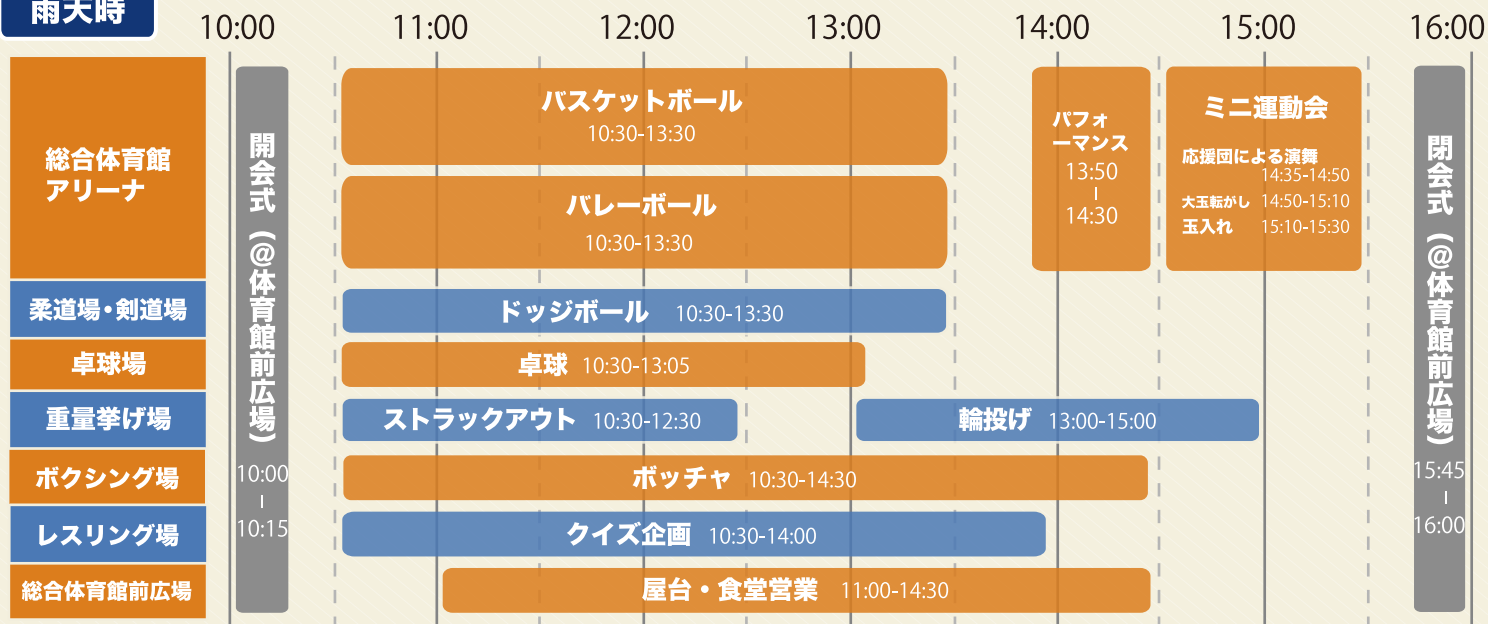 雨天時
10:00 11:00 12:00 13:00 14:00 15:00 16:00
総合体育館
アリーナ
開会式（@体育館前広場）
10:00
|
10:15
バスケットボール
10:30-13:30
バレーボール
10:30-13:30
パフォ
ーマンス
13:50
|
14:30
ミニ運動会
応援団による演舞
14:35-14:50
大玉転がし 14:50-15:10
玉入れ 15:10-15:30
閉会式（@体育館前広場）
15:45
|
16:00
柔道場・剣道場
ドッジボール 10:30-13:30
卓球場
卓球 10:30-13:05
重量挙げ場
ストラックアウト 10:30-12:30
輪投げ 13:00-15:00
ボクシング場
ボッチャ 10:30-14:30
レスリング場
クイズ企画 10:30-14:00
総合体育館前広場
屋台・食堂営業 11:00-14:30